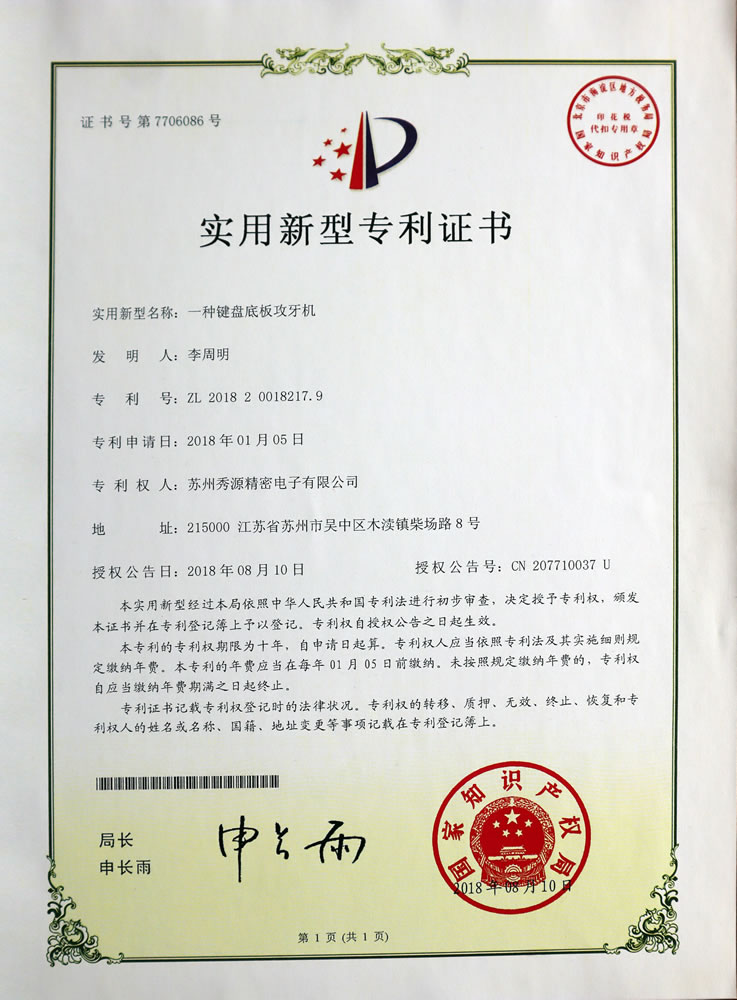 证书号第7706086号
北京市海淀区地方税务局
印花税
代扣专用章
国家知识产权局
实用新型专利证书
实用新型名称：一种键盘底板攻牙机
发明人：李周明
专利号：ZL 2018 2 0018217.9
专利申请日：2018年01月05日
专利权人：苏州秀源精密电子有限公司
地址：215000 江苏省苏州市吴中区木渎镇柴场路8号
授权公告日：2018年08月10日 授权公告号：CN 207710037 U
本实用新型经过本局依照中华人民共和国专利法进行初步审查，决定授予专利权，颁发
本证书并在专利登记簿上予以登记。专利权自授权公告之日起生效。
本专利的专利权期限为十年，自申请日起算。专利权人应当依照专利法及其实施细则规
定缴纳年费。本专利的年费应当在每年01月05日前缴纳。未按照规定缴纳年费的，专利权
自应当缴纳年费期满之日起终止。
专利证书记载专利权登记时的法律状况。专利权的转移、质押、无效、终止、恢复和专
利权人的姓名或名称、国籍、地址变更等事项记载在专利登记簿上。
局长
申长雨
申长雨
国家知识产权局
2018年08月10日
第1页(共1页)